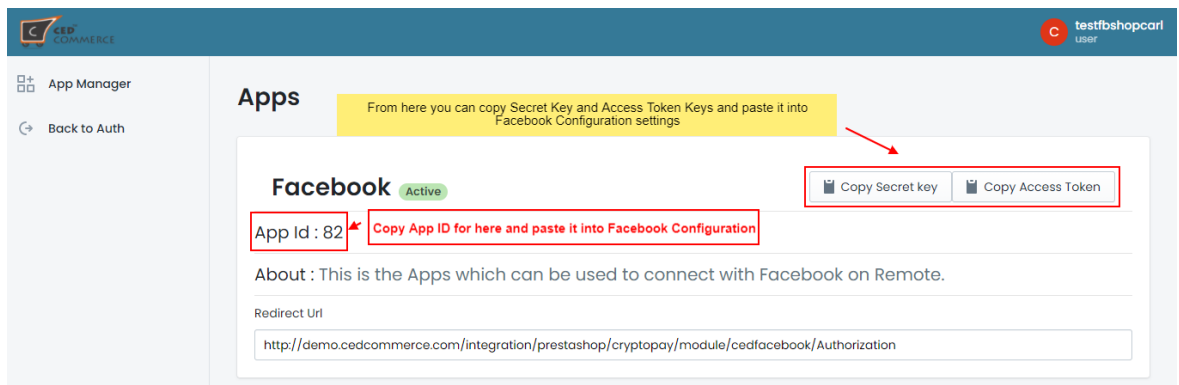 C CED™
COMMERCE
C testfbshopcarl
user
App Manager
Back to Auth
Apps
From here you can copy Secret Key and Access Token Keys and paste it into
Facebook Configuration settings
Facebook Active
Copy Secret key Copy Access Token
App Id : 82
Copy App ID for here and paste it into Facebook Configuration
About : This is the Apps which can be used to connect with Facebook on Remote.
Redirect Url
http://demo.cedcommerce.com/integration/prestashop/cryptopay/module/cedfacebook/Authorization